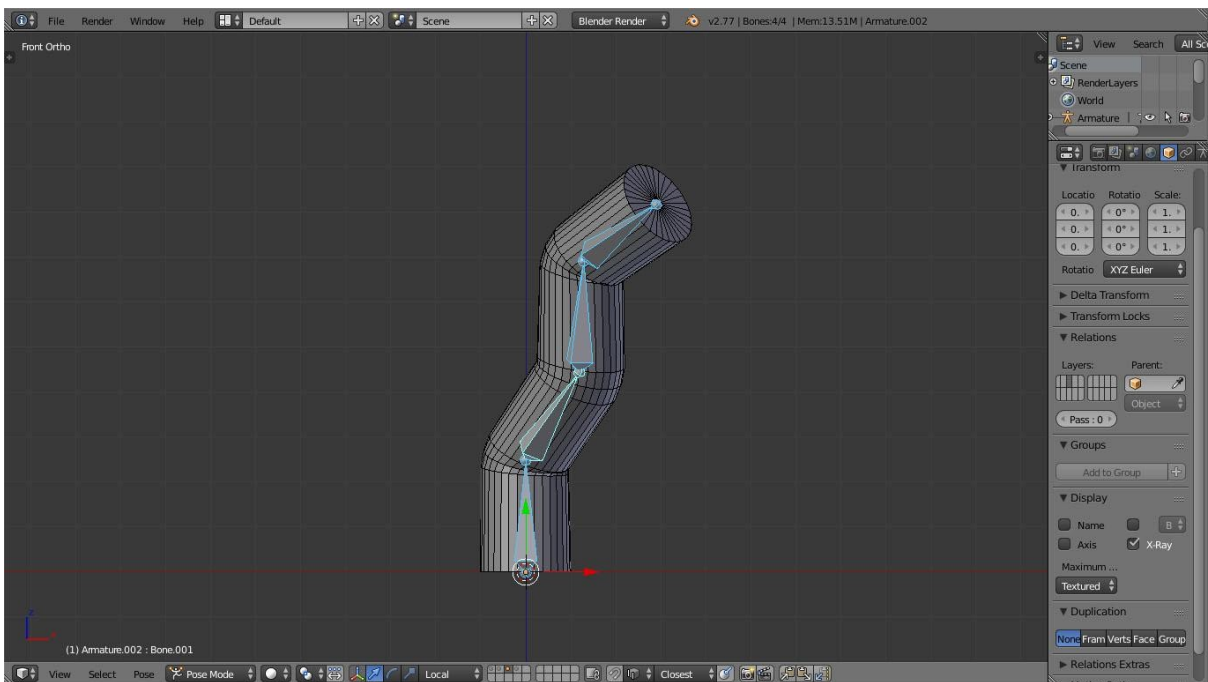 View Search All Sc
File Render Window Help Default Scene Blender Render v2.77 | Bones:4/4 | Mem:13.51M | Armature.002
Front Ortho
Scene
RenderLayers
World
Armature
Transform
Locatio Rotatio Scale:
0. 0° 1.
0. 0° 1.
0. 0° 1.
Rotatio XYZ Euler
Delta Transform
Transform Locks
Relations
Layers: Parent:
Object
Pass : 0
Groups
Add to Group
Display
Name B
Axis X-Ray
Maximum ...
Textured
Duplication
None Fram Verts Face Group
Relations Extras
z
x
(1) Armature.002 : Bone.001
View Select Pose Pose Mode Local Closest